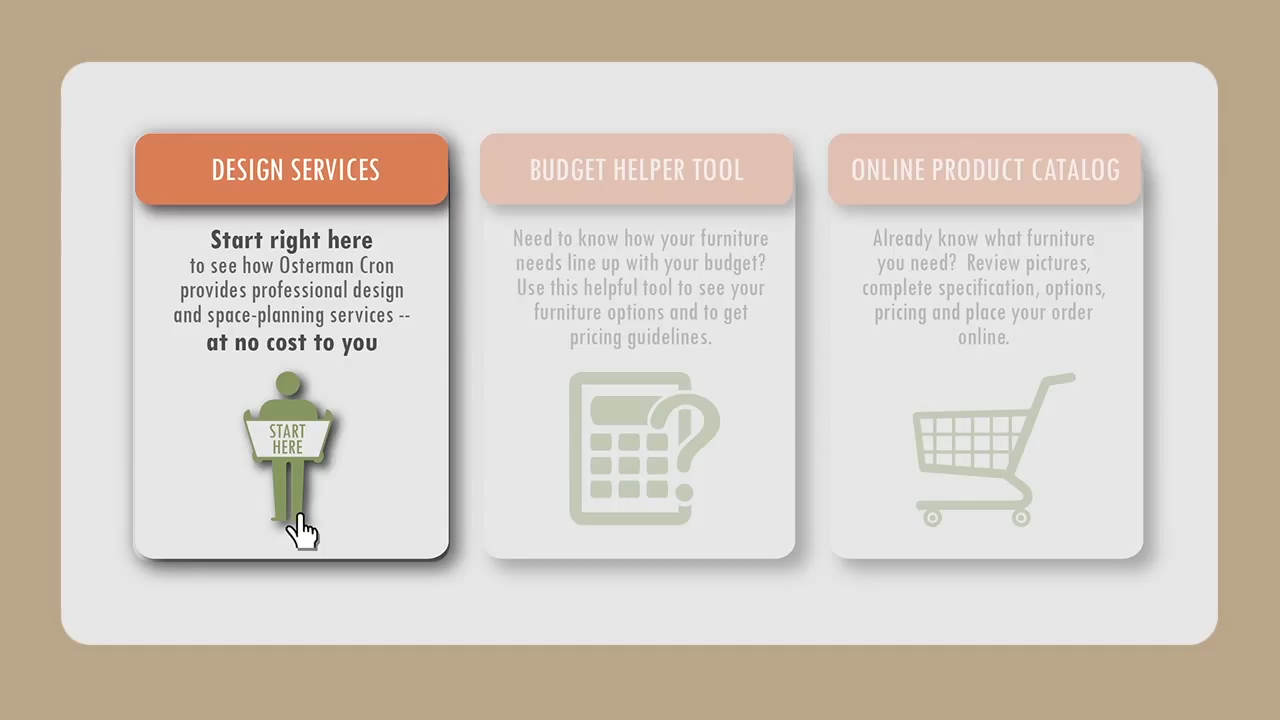 DESIGN SERVICES
Start right here
to see how Osterman Cron
provides professional design
and space-planning services --
at no cost to you
START
HERE
BUDGET HELPER TOOL
Need to know how your furniture
needs line up with your budget?
Use this helpful tool to see your
furniture options and to get
pricing guidelines.
ONLINE PRODUCT CATALOG
Already know what furniture
you need?  Review pictures,
complete specification, options,
pricing and place your order
online.